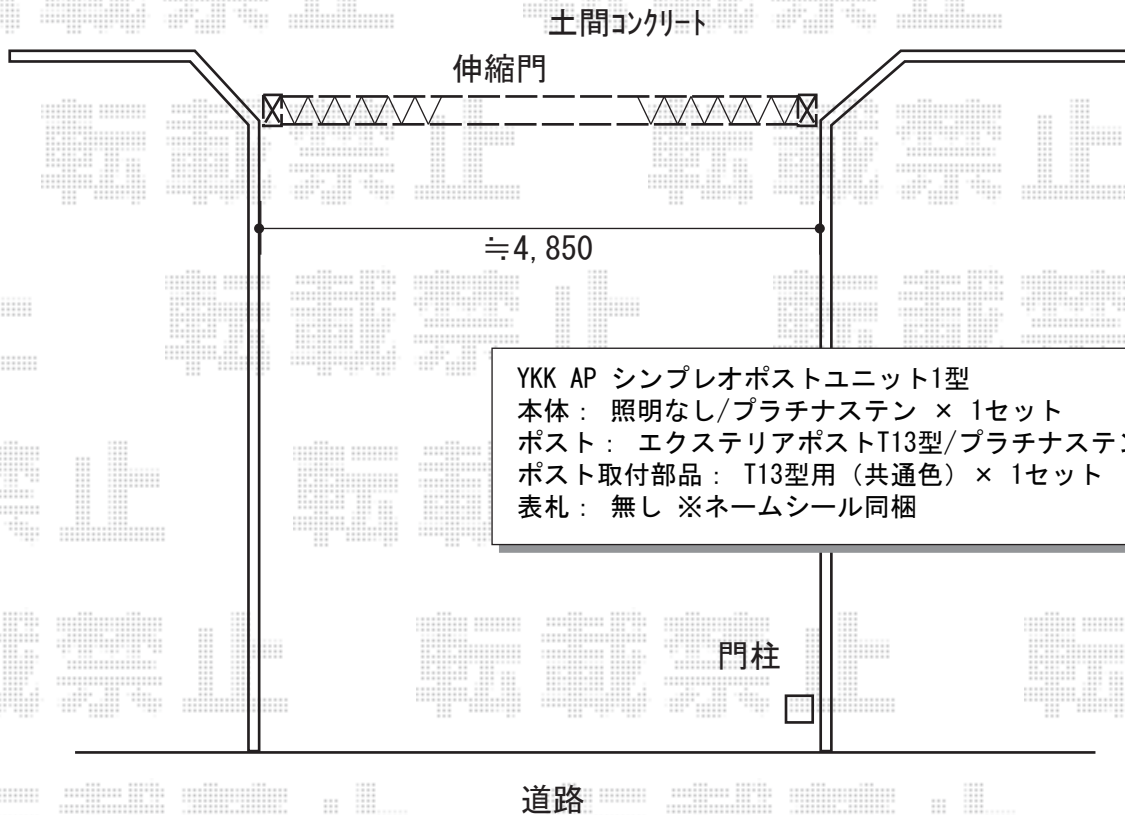 土間コンクリート
伸縮門
≒4,850
YKK AP シンプレオポストユニット1型
本体： 照明なし/プラチナステン × 1セット
ポスト： エクステリアポストT13型/プラチナステン
ポスト取付部品： T13型用（共通色）× 1セット
表札： 無し ※ネームシール同梱
門柱
道路
転載禁止